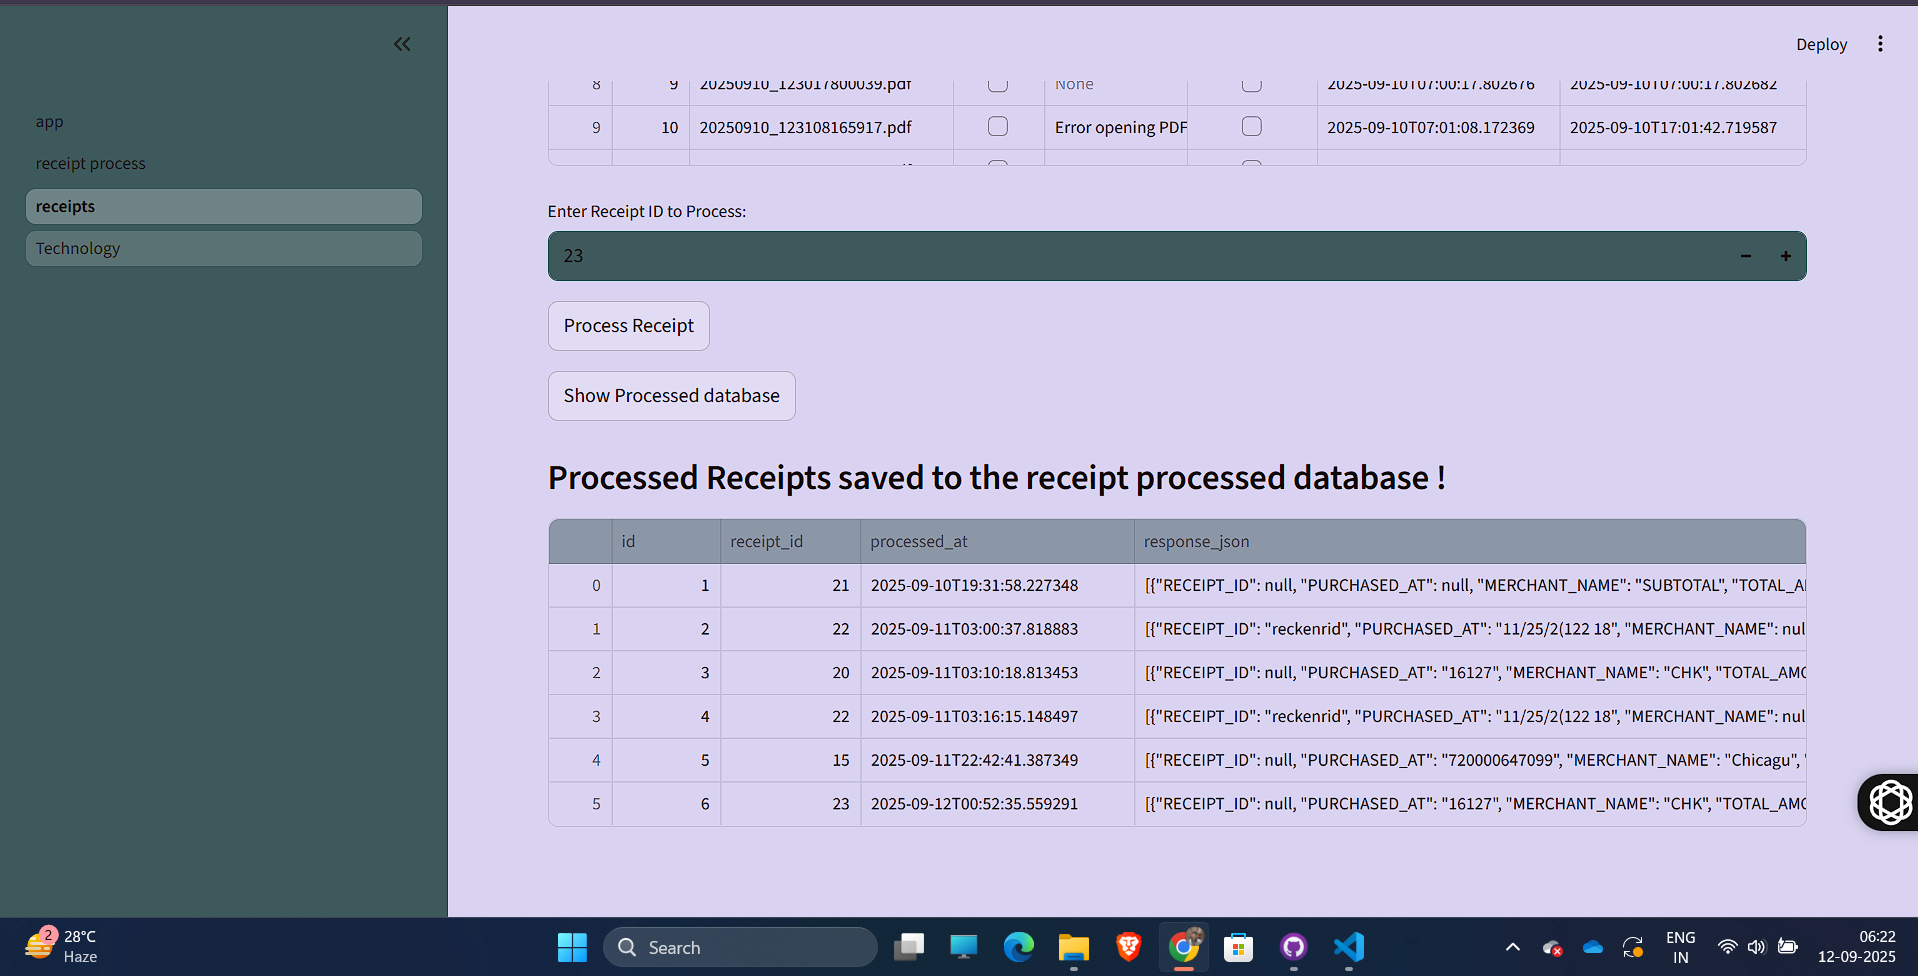 Deploy
app
receipt process
receipts
Technology
8 9 20250910_123017800039.pdf None 2025-09-10T07:00:17.802676 2025-09-10T07:00:17.802682
9 10 20250910_123108165917.pdf Error opening PDF 2025-09-10T07:01:08.172369 2025-09-10T17:01:42.719587
Enter Receipt ID to Process:
23 − +
Process Receipt
Show Processed database
Processed Receipts saved to the receipt processed database !
id receipt_id processed_at response_json
0 1 21 2025-09-10T19:31:58.227348 [{"RECEIPT_ID": null, "PURCHASED_AT": null, "MERCHANT_NAME": "SUBTOTAL", "TOTAL_A
1 2 22 2025-09-11T03:00:37.818883 [{"RECEIPT_ID": "reckenrid", "PURCHASED_AT": "11/25/2(122 18", "MERCHANT_NAME": nul
2 3 20 2025-09-11T03:10:18.813453 [{"RECEIPT_ID": null, "PURCHASED_AT": "16127", "MERCHANT_NAME": "CHK", "TOTAL_AMO
3 4 22 2025-09-11T03:16:15.148497 [{"RECEIPT_ID": "reckenrid", "PURCHASED_AT": "11/25/2(122 18", "MERCHANT_NAME": nul
4 5 15 2025-09-11T22:42:41.387349 [{"RECEIPT_ID": null, "PURCHASED_AT": "720000647099", "MERCHANT_NAME": "Chicagu", "
5 6 23 2025-09-12T00:52:35.559291 [{"RECEIPT_ID": null, "PURCHASED_AT": "16127", "MERCHANT_NAME": "CHK", "TOTAL_AMO
2 28°C
Haze
Search
ENG
IN
06:22
12-09-2025